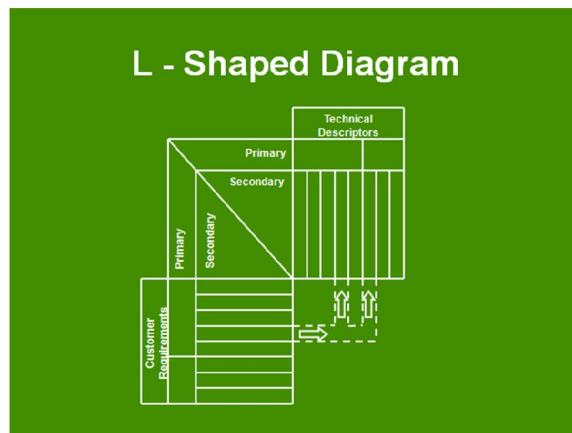 L - Shaped Diagram
Technical
Descriptors
Primary
Secondary
Primary
Secondary
Customer
Requirements